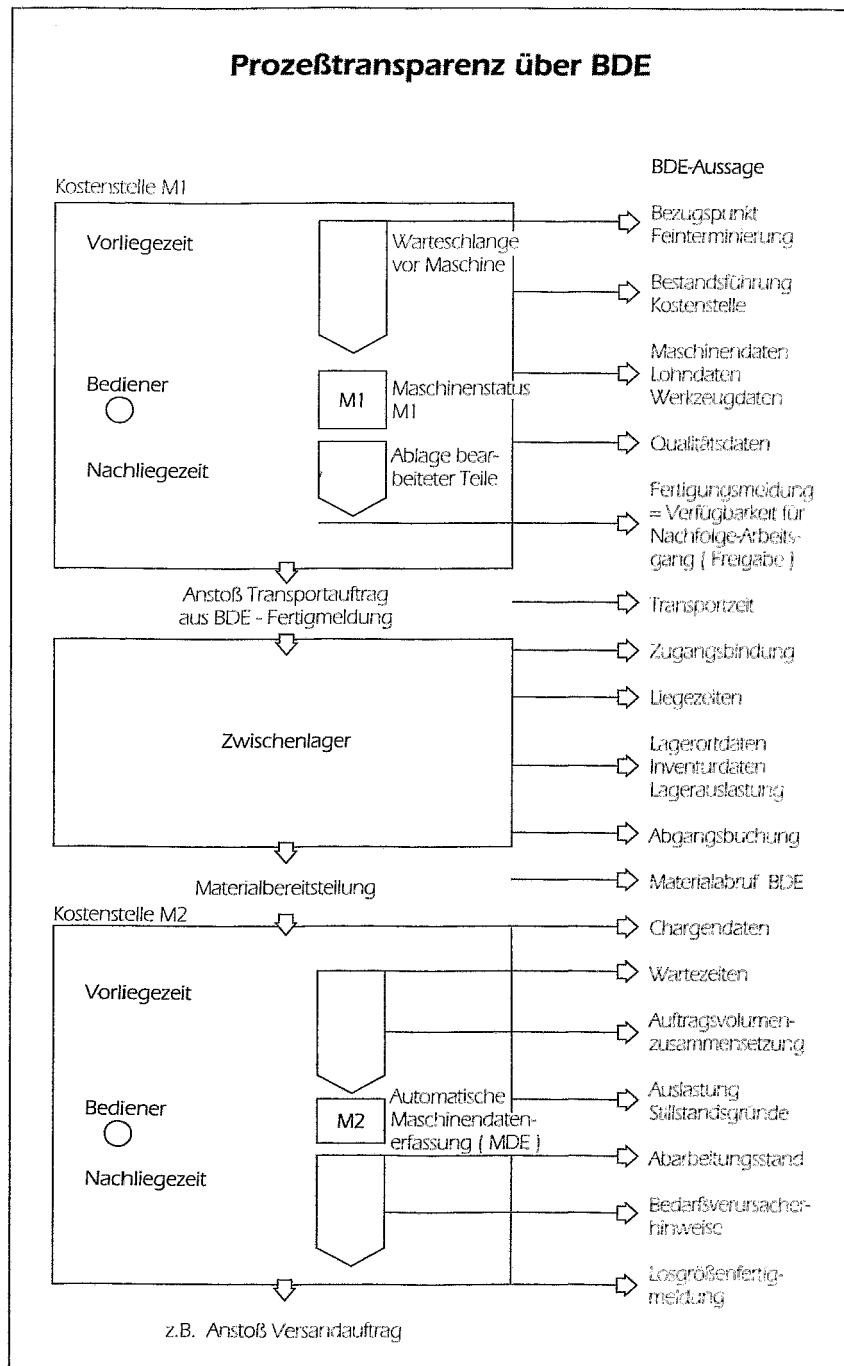 Prozeßtransparenz über BDE
BDE-Aussage
Kostenstelle M1
Bezugspunkt
Feinterminierung
Vorliegezeit
Warteschlange
vor Maschine
Bestandsführung
Kostenstelle
Maschinendaten
Lohndaten
Werkzeugdaten
Bediener
M1
Maschinenstatus
M1
Qualitätsdaten
Nachliegezeit
Ablage bear-
beiteter Teile
Fertigungsmeldung
= Verfügbarkeit für
Nachfolge-Arbeits-
gang ( Freigabe )
Anstoß Transportauftrag
aus BDE - Fertigmeldung
Transportzeit
Zugangsbindung
Liegezeiten
Zwischenlager
Lagerortdaten
Inventurdaten
Lagerauslastung
Abgangsbuchung
Materialbereitsteilung
Materialabruf BDE
Kostenstelle M2
Chargendaten
Wartezeiten
Vorliegezeit
Auftragsvolumen-
zusammensetzung
Bediener
M2
Automatische
Maschinendaten-
erfassung ( MDE )
Auslastung
Stillstandsgründe
Nachliegezeit
Abarbeitungsstand
Bedarfsverursacher-
hinweise
Losgrößenfertig-
meldung
z.B. Anstoß Versandauftrag